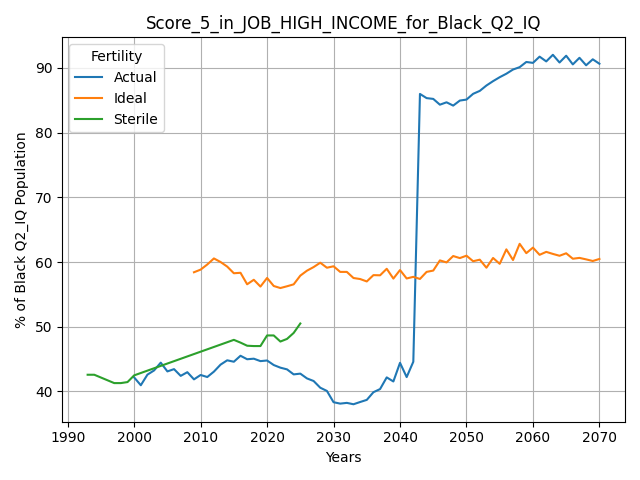 Score_5_in_JOB_HIGH_INCOME_for_Black_Q2_IQ
Fertility
Actual
Ideal
Sterile
% of Black Q2_IQ Population
90
80
70
60
50
40
1990 2000 2010 2020 2030 2040 2050 2060 2070
Years